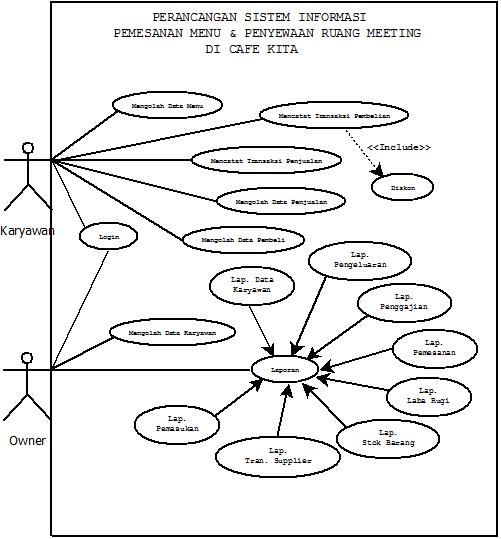 PERANCANGAN SISTEM INFORMASI
PEMESANAN MENU & PENYEWAAN RUANG MEETING
DI CAFE KITA
Mengolah Data Menu
Mencatat Transaksi Pembelian
<<Include>>
Mencatat Transaksi Penjualan
Diskon
Mengolah Data Penjualan
Karyawan
Login
Mengolah Data Pembeli
Lap.
Pengeluaran
Lap. Data
Karyawan
Lap.
Penggajian
Mengolah Data Karyawan
Lap.
Pemesanan
Laporan
Lap.
Laba Rugi
Lap.
Pemasukan
Owner
Lap.
Stok Barang
Lap.
Tran. Supplier